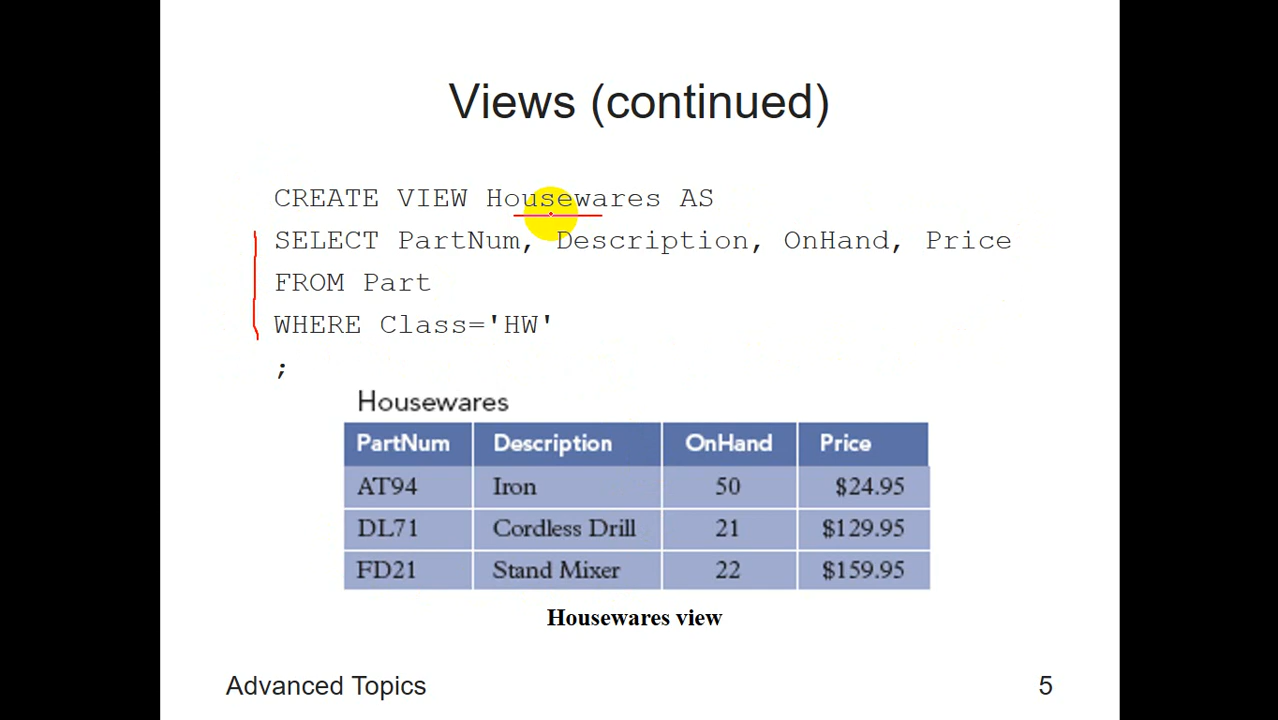 Views (continued)
CREATE VIEW Housewares AS
SELECT PartNum, Description, OnHand, Price
FROM Part
WHERE Class='HW'
;
Housewares
PartNum Description OnHand Price
AT94 Iron 50 $24.95
DL71 Cordless Drill 21 $129.95
FD21 Stand Mixer 22 $159.95
Housewares view
Advanced Topics 5